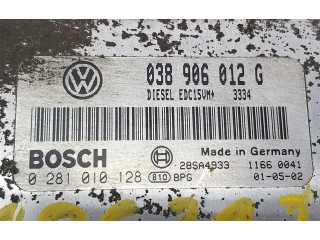 038 906 012 G
DIESEL EDC15VM+ 3334
BOSCH
Made in Germany
28SA4933 1166 0041
0 281 010 128 810 BPG 01-05-02